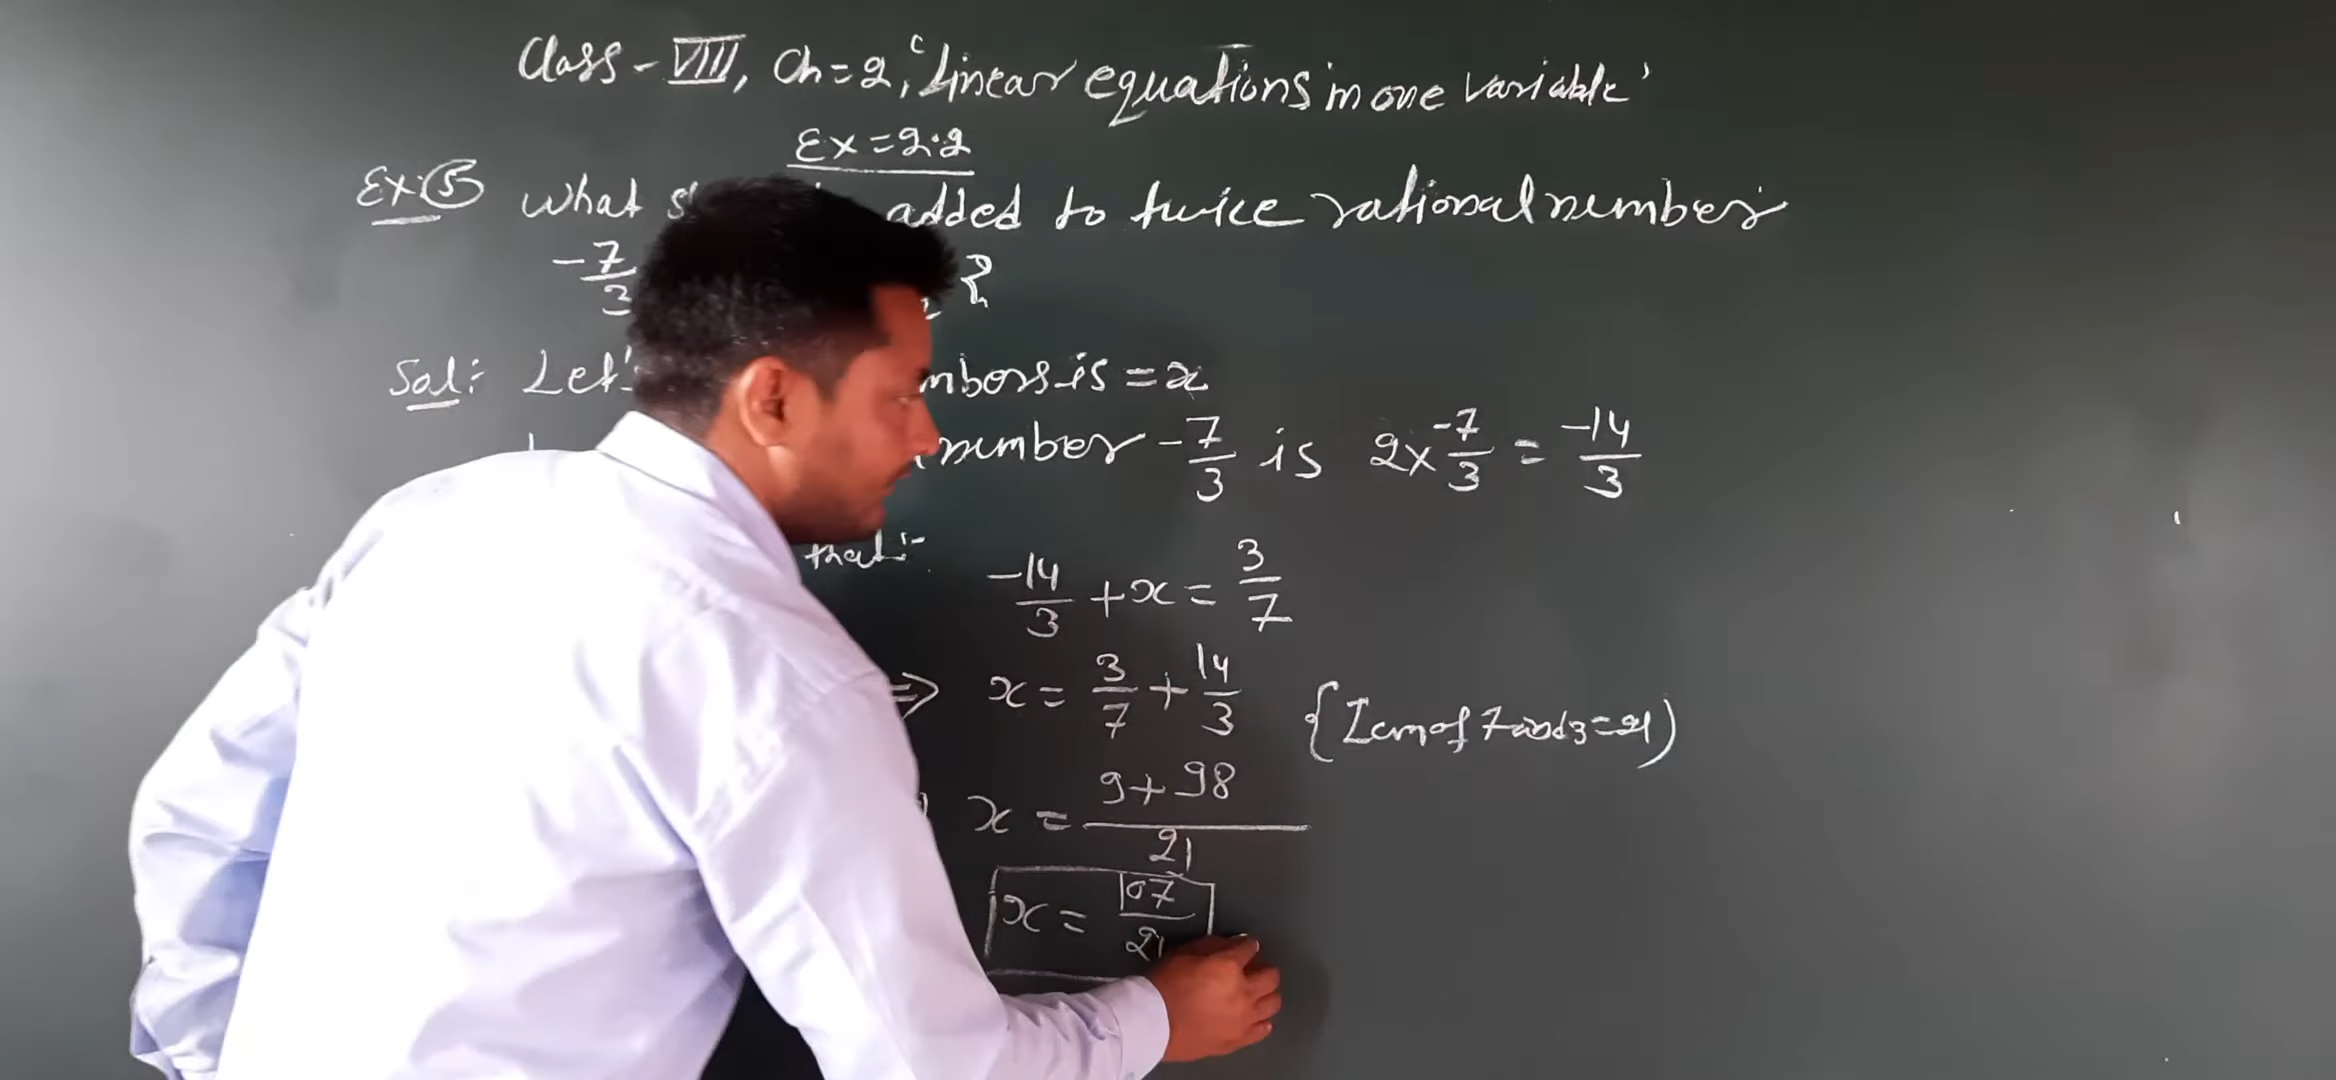 Class - VIII, Ch = 2, 'Linear equations in one variable'
Ex = 2.2
Ex. 5 What added to twice rational number
-7/3 ?
Sol: Let's is = x
number -7/3 is 2x -7/3 = -14/3
that :-
-14/3 + x = 3/7
=> x = 3/7 + 14/3 {Lcm of 7 and 3 = 21)
x = 9 + 98 / 21
x = 107/21